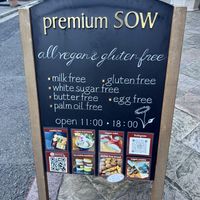 premium SOW
all vegan & gluten free
• milk free • gluten free
• white sugar free
• butter free • egg free
• palm oil free
open 11:00 - 18:00